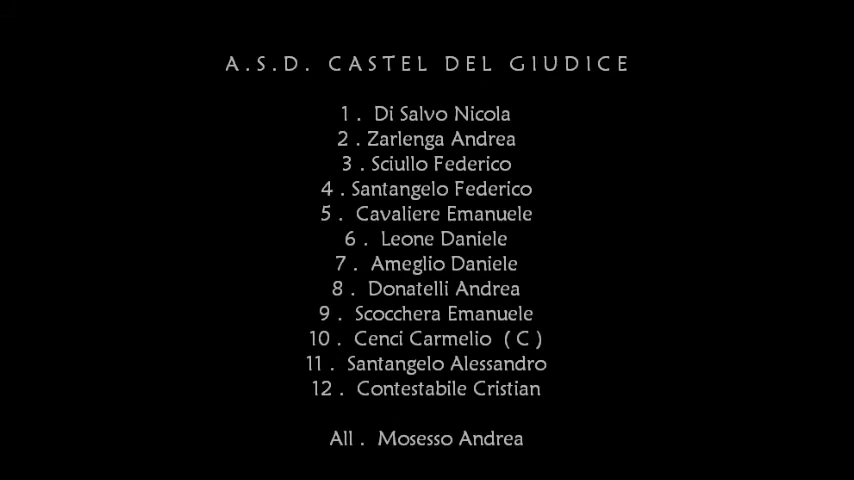 A.S.D. CASTEL DEL GIUDICE
1 . Di Salvo Nicola
2 . Zarlenga Andrea
3 . Sciullo Federico
4 . Santangelo Federico
5 . Cavaliere Emanuele
6 . Leone Daniele
7 . Ameglio Daniele
8 . Donatelli Andrea
9 . Scocchera Emanuele
10 . Cenci Carmelio ( C )
11 . Santangelo Alessandro
12 . Contestabile Cristian
All . Mosesso Andrea